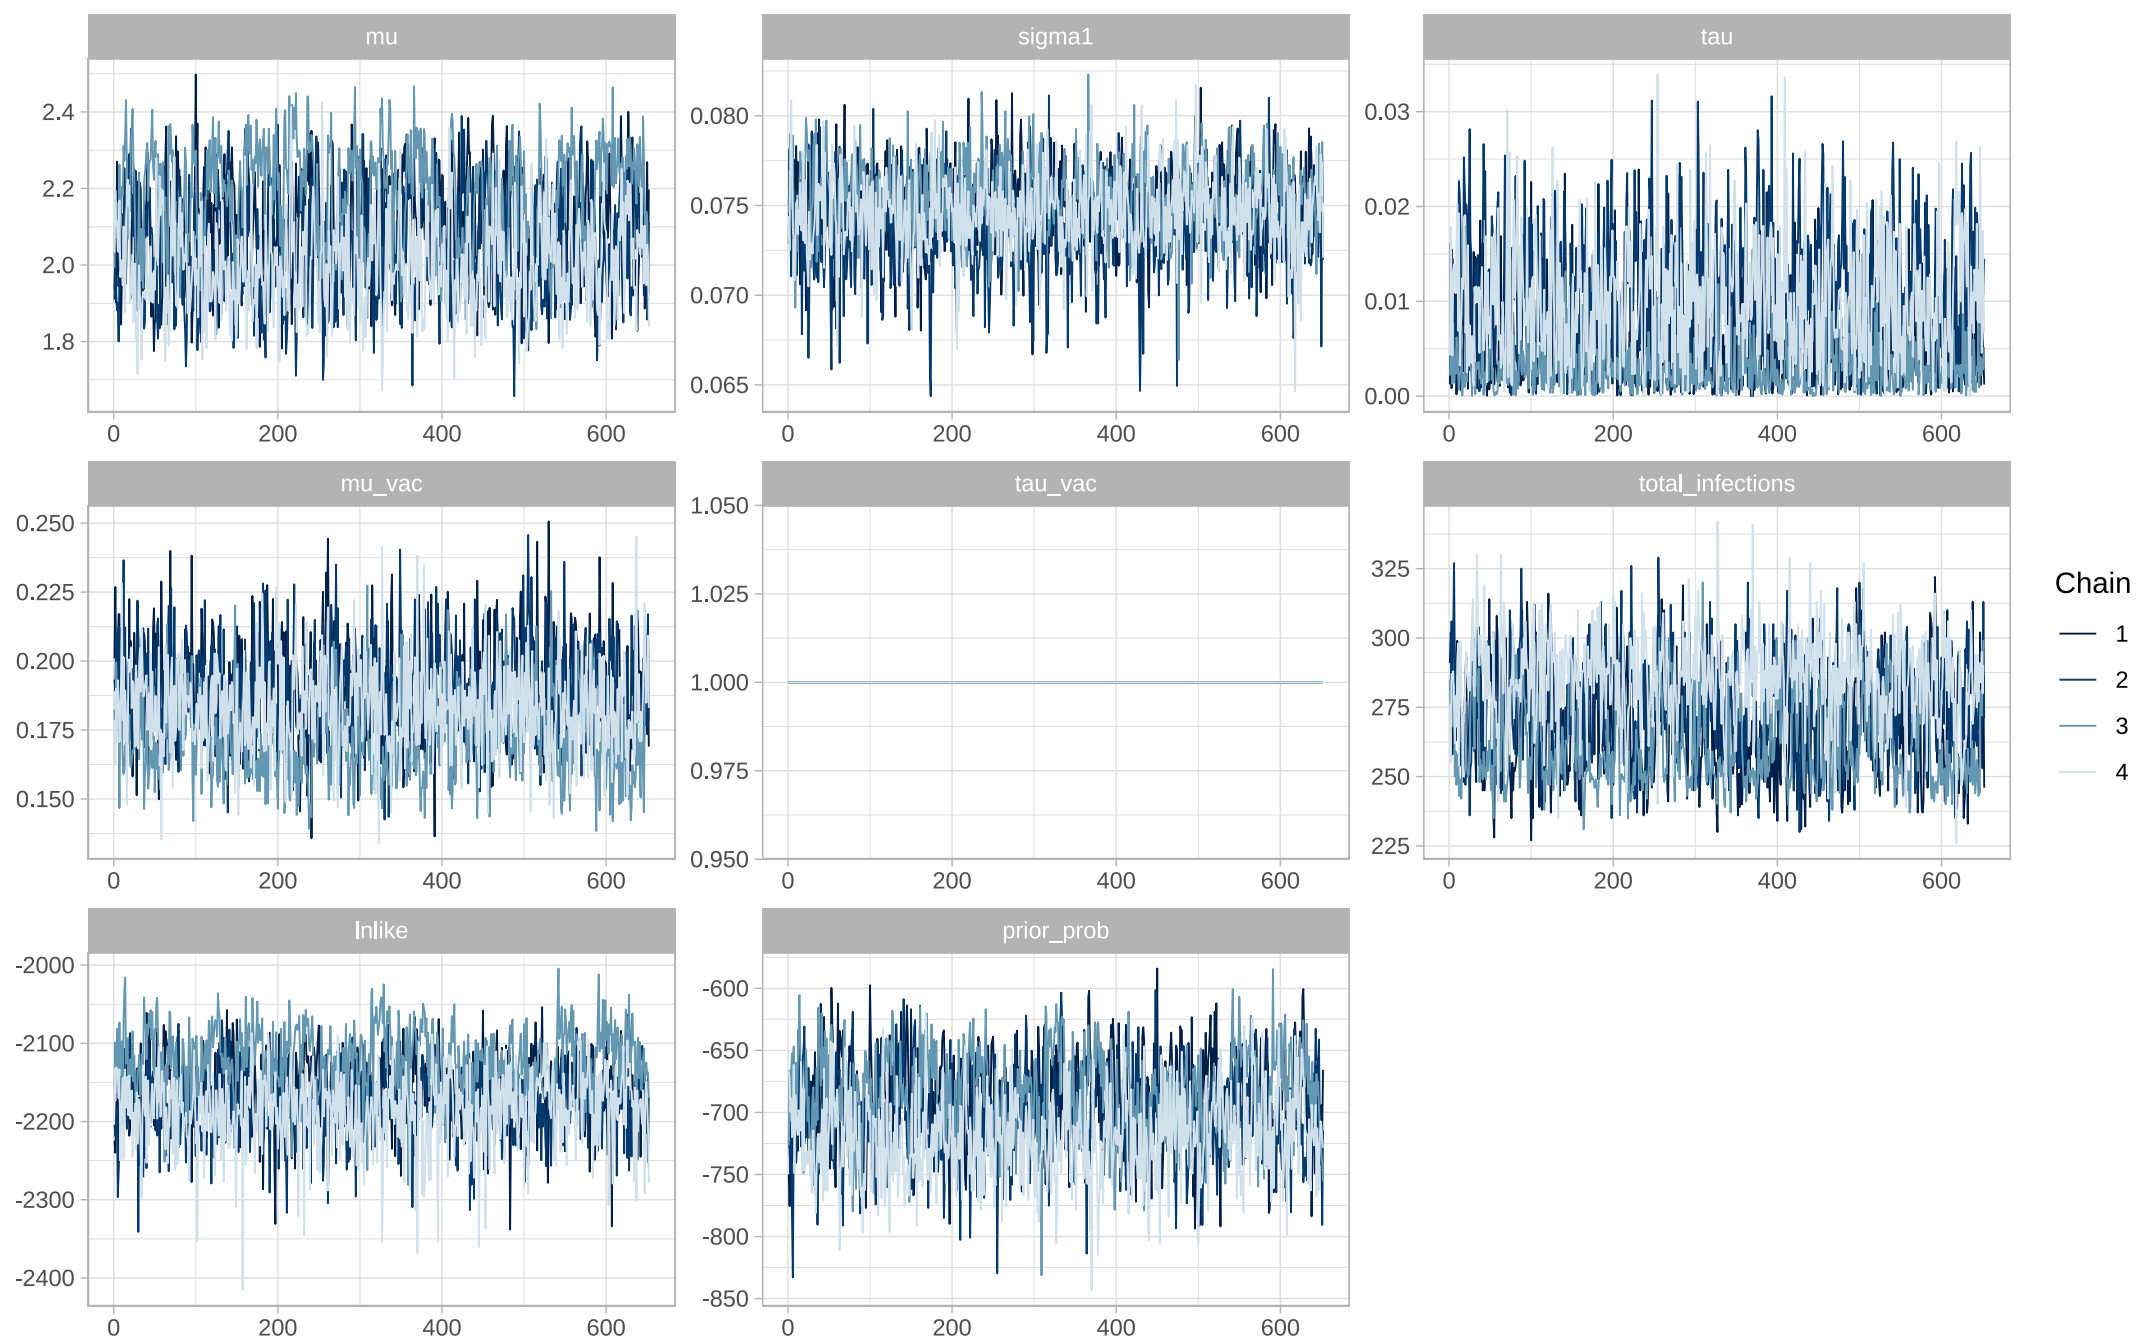 mu
sigma1
tau
2.4
2.2
2.0
1.8
0.080
0.075
0.070
0.065
0.03
0.02
0.01
0.00
0 200 400 600
0 200 400 600
0 200 400 600
mu_vac
tau_vac
total_infections
0.250
0.225
0.200
0.175
0.150
1.050
1.025
1.000
0.975
0.950
325
300
275
250
225
0 200 400 600
0 200 400 600
0 200 400 600
lnlike
prior_prob
-2000
-2100
-2200
-2300
-2400
-600
-650
-700
-750
-800
-850
0 200 400 600
0 200 400 600
Chain
1
2
3
4